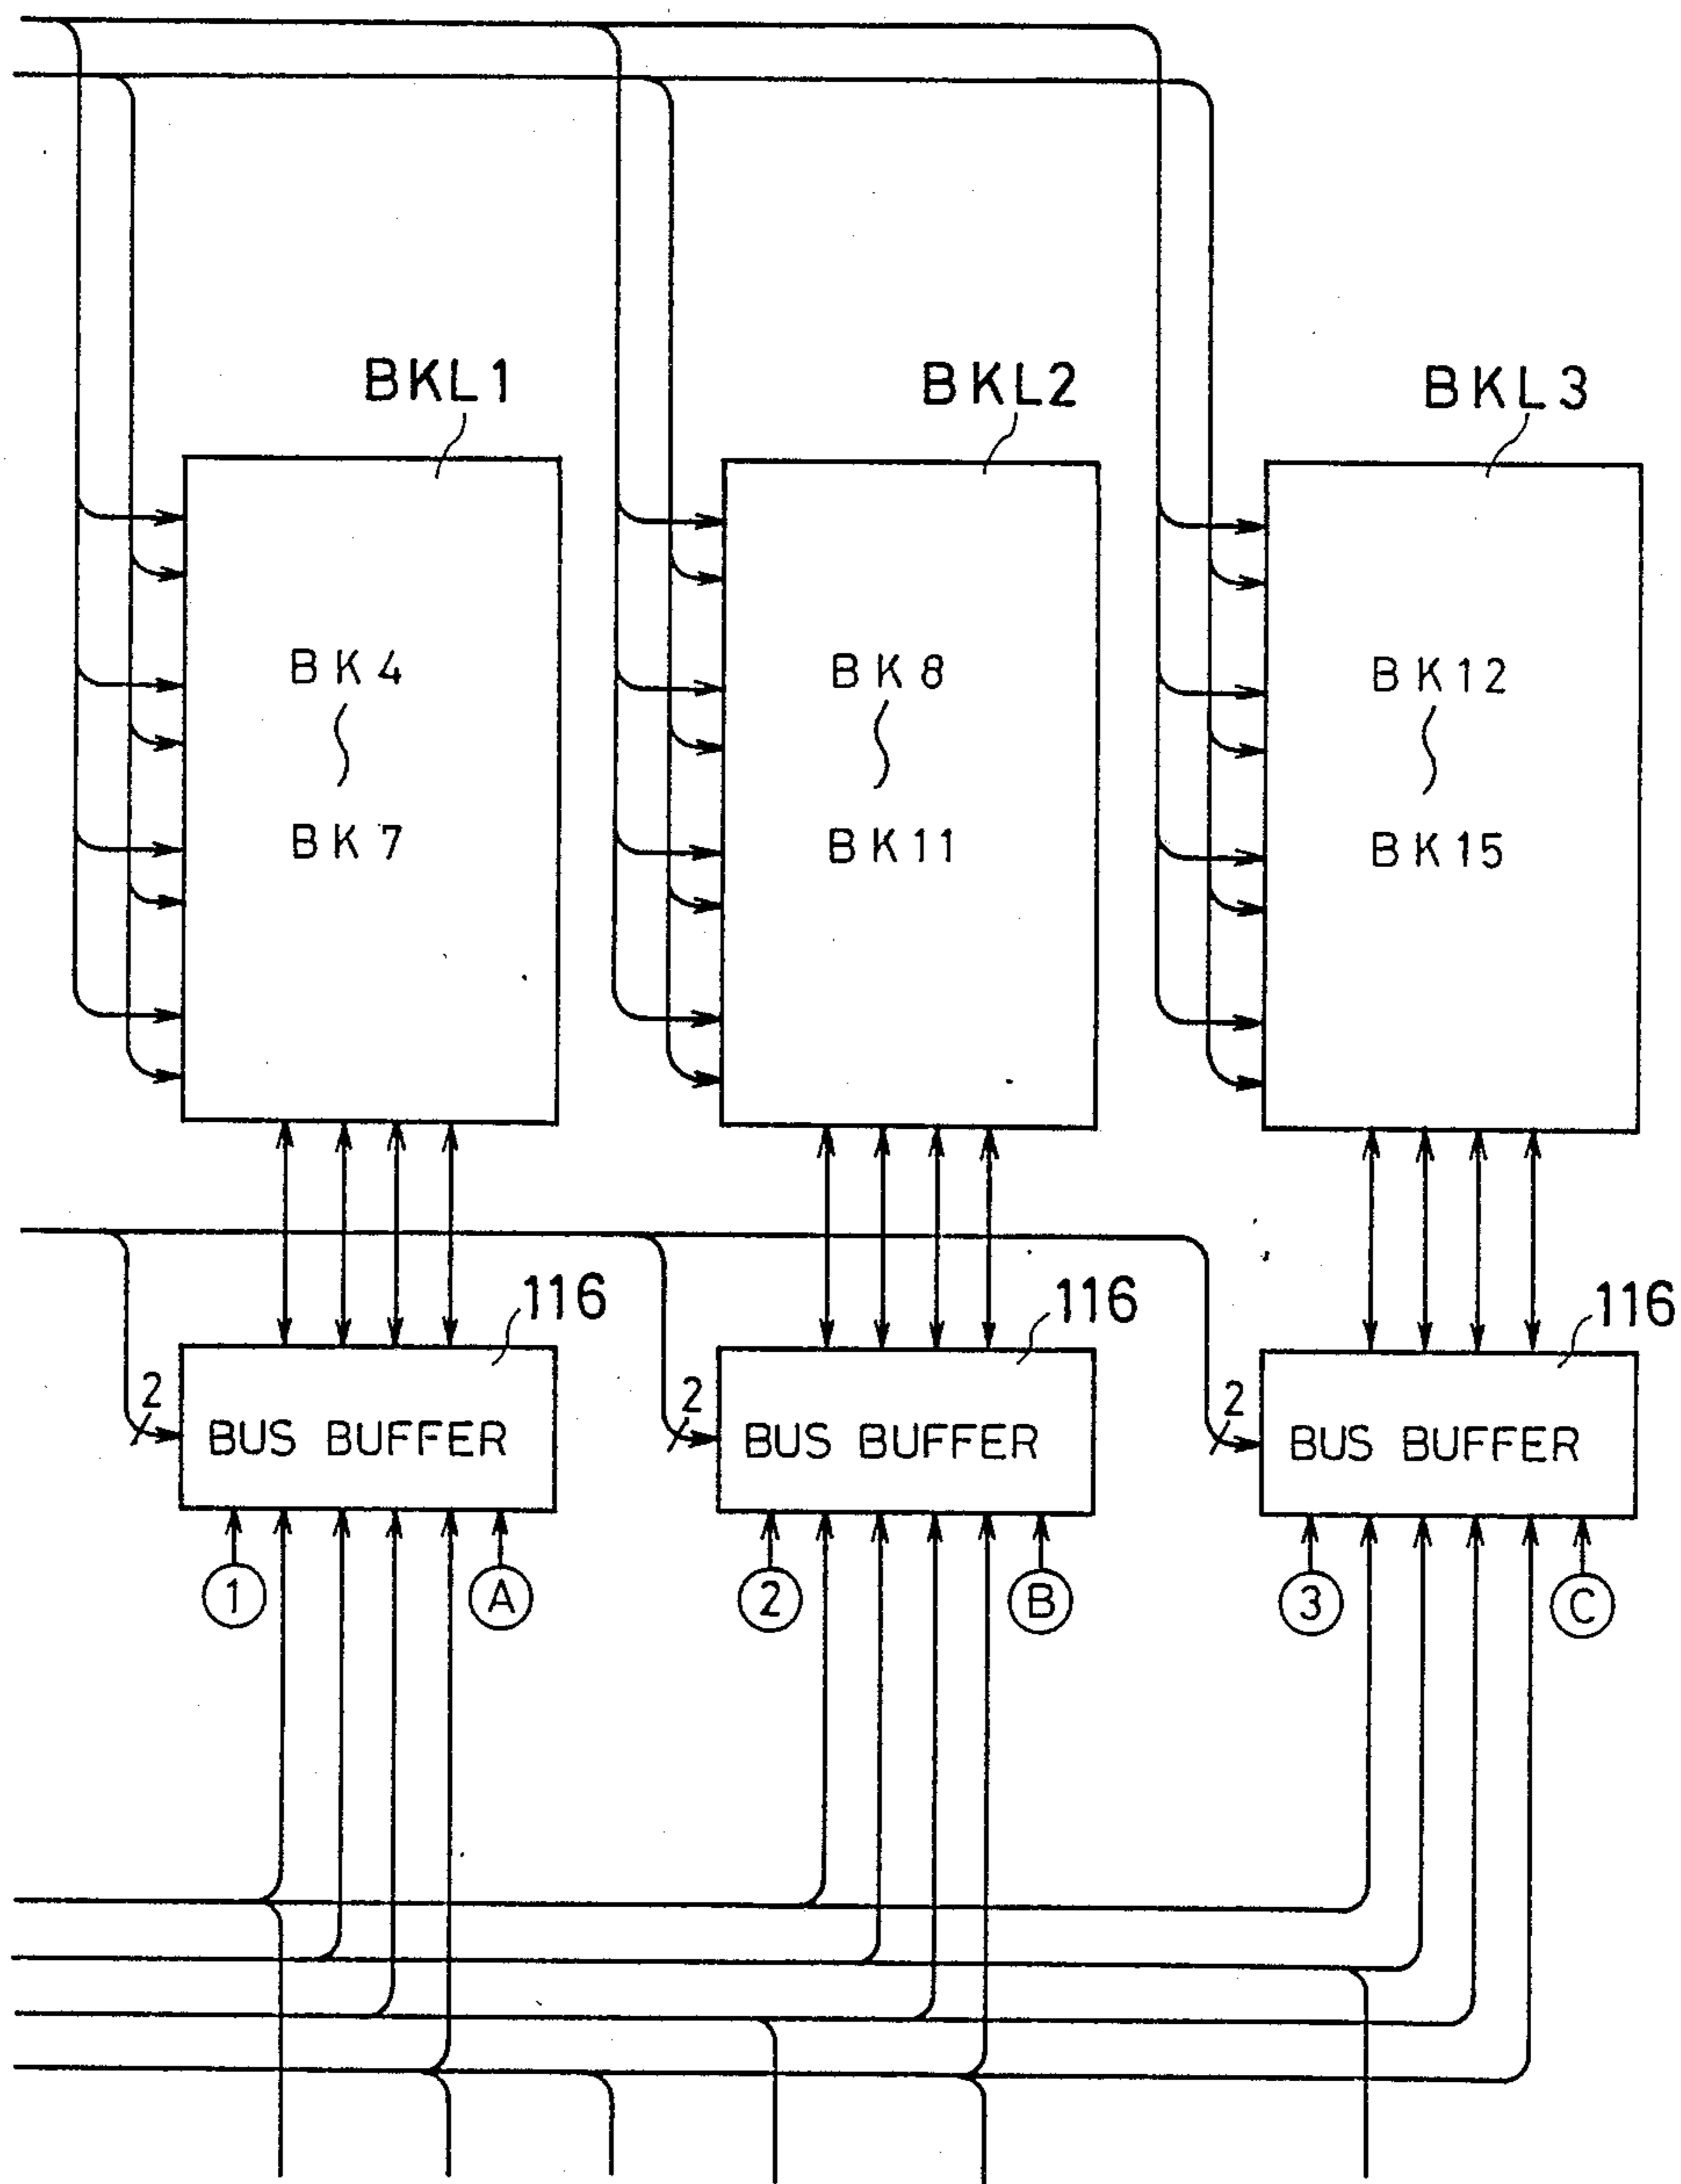 BKL1 BKL2 BKL3
BK4 BK8 BK12
BK7 BK11 BK15
116 116 116
2 2 2
BUS BUFFER BUS BUFFER BUS BUFFER
1 A 2 B 3 C